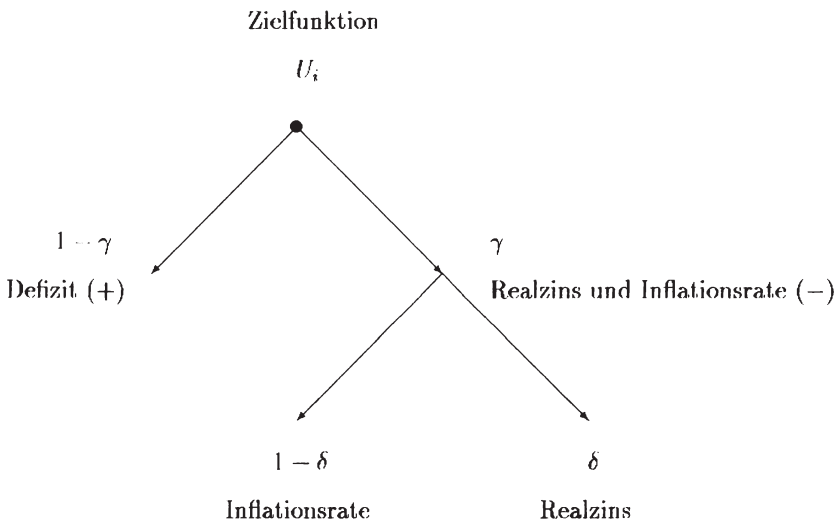 Zielfunktion
U_i
1 − γ
γ
Defizit (+)
Realzins und Inflationsrate (−)
1 − δ
δ
Inflationsrate
Realzins